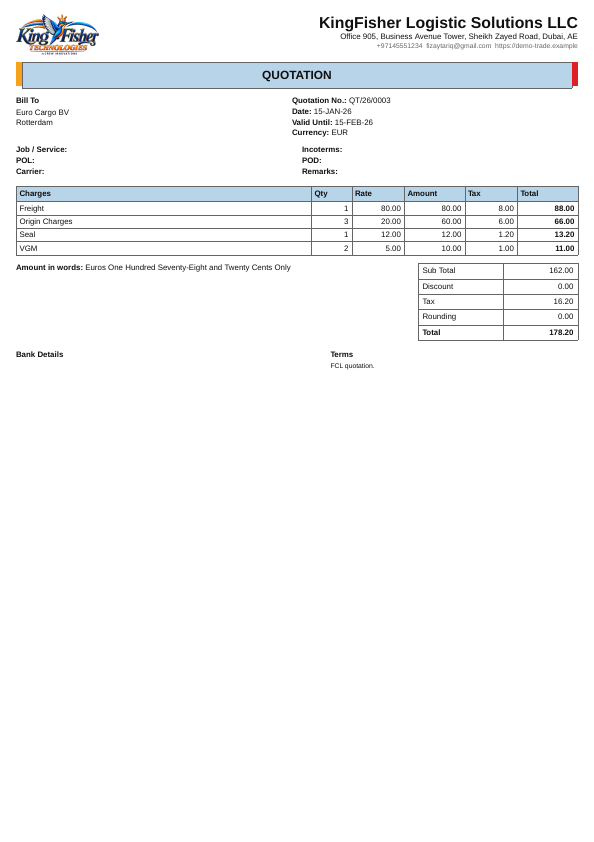 King Fisher
TECHNOLOGIES
KingFisher Logistic Solutions LLC
Office 905, Business Avenue Tower, Sheikh Zayed Road, Dubai, AE
+97145551234 fizaytariq@gmail.com https://demo-trade.example
QUOTATION
Bill To
Euro Cargo BV
Rotterdam
Quotation No.: QT/26/0003
Date: 15-JAN-26
Valid Until: 15-FEB-26
Currency: EUR
Job / Service:
POL:
Carrier:
Incoterms:
POD:
Remarks:
Charges Qty Rate Amount Tax Total
Freight 1 80.00 80.00 8.00 88.00
Origin Charges 3 20.00 60.00 6.00 66.00
Seal 1 12.00 12.00 1.20 13.20
VGM 2 5.00 10.00 1.00 11.00
Amount in words: Euros One Hundred Seventy-Eight and Twenty Cents Only
Sub Total 162.00
Discount 0.00
Tax 16.20
Rounding 0.00
Total 178.20
Bank Details
Terms
FCL quotation.